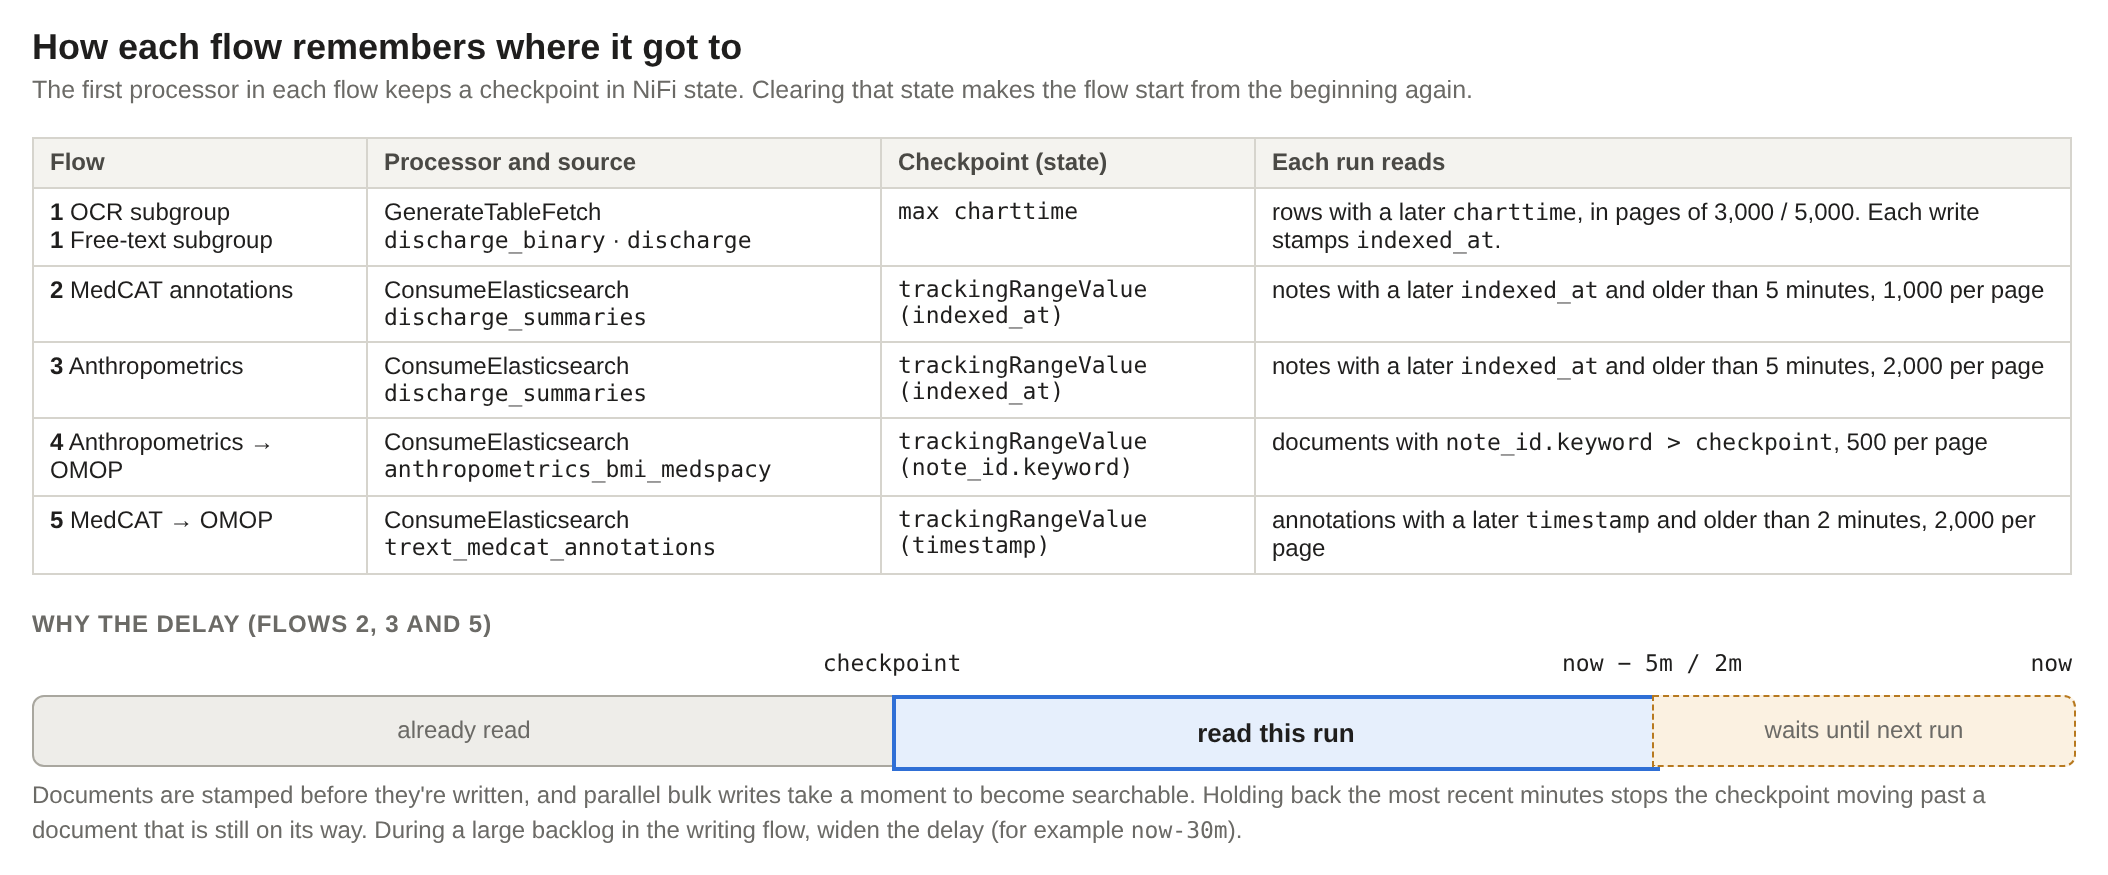 How each flow remembers where it got to
The first processor in each flow keeps a checkpoint in NiFi state. Clearing that state makes the flow start from the beginning again.
Flow
Processor and source
Checkpoint (state)
Each run reads
1 OCR subgroup
1 Free-text subgroup
GenerateTableFetch
discharge_binary · discharge
max charttime
rows with a later charttime, in pages of 3,000 / 5,000. Each write
stamps indexed_at.
2 MedCAT annotations
ConsumeElasticsearch
discharge_summaries
trackingRangeValue
(indexed_at)
notes with a later indexed_at and older than 5 minutes, 1,000 per page
3 Anthropometrics
ConsumeElasticsearch
discharge_summaries
trackingRangeValue
(indexed_at)
notes with a later indexed_at and older than 5 minutes, 2,000 per page
4 Anthropometrics →
OMOP
ConsumeElasticsearch
anthropometrics_bmi_medspacy
trackingRangeValue
(note_id.keyword)
documents with note_id.keyword > checkpoint, 500 per page
5 MedCAT → OMOP
ConsumeElasticsearch
trext_medcat_annotations
trackingRangeValue
(timestamp)
annotations with a later timestamp and older than 2 minutes, 2,000 per
page
WHY THE DELAY (FLOWS 2, 3 AND 5)
checkpoint
now − 5m / 2m
now
already read
read this run
waits until next run
Documents are stamped before they're written, and parallel bulk writes take a moment to become searchable. Holding back the most recent minutes stops the checkpoint moving past a
document that is still on its way. During a large backlog in the writing flow, widen the delay (for example now-30m).